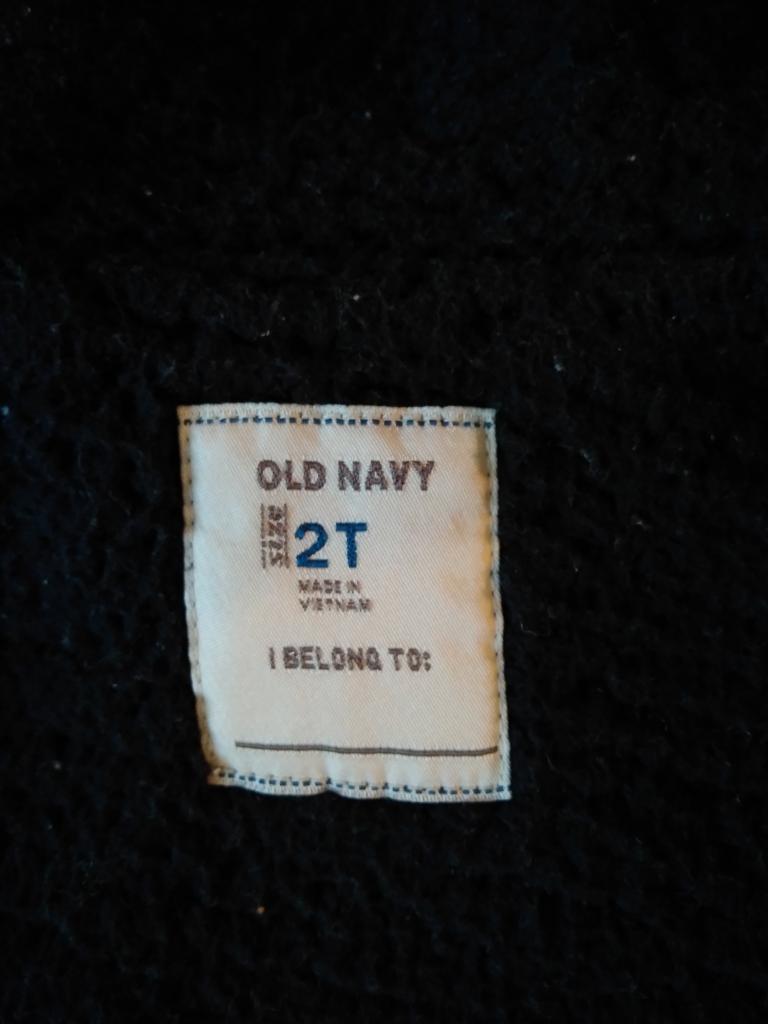 OLD NAVY
size 2T
MADE IN
VIETNAM
I BELONG TO: